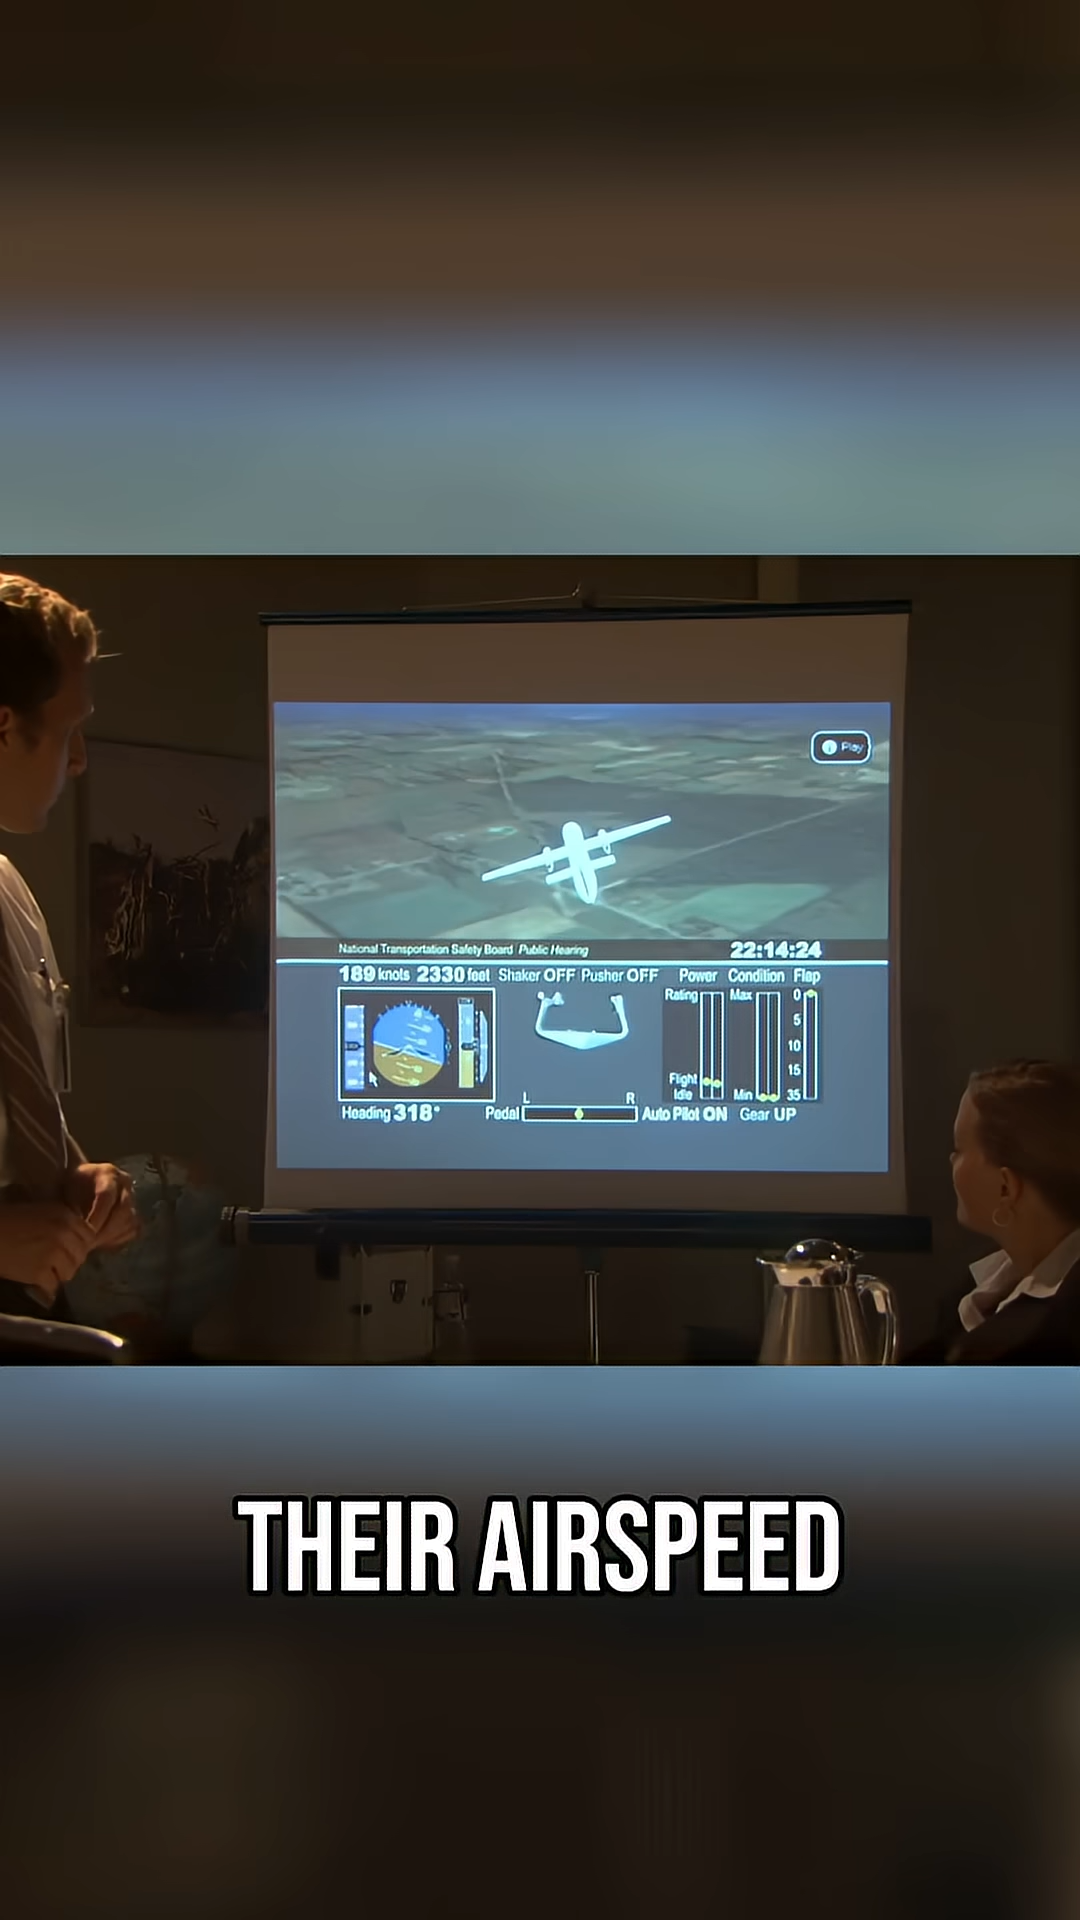 Play
National Transportation Safety Board Public Hearing 22:14:24
189 knots 2330 feet Shaker OFF Pusher OFF Power Condition Flap
Rating Max 0
5
10
15
Flight
Idle Min 35
Heading 318° Pedal L R Auto Pilot ON Gear UP
THEIR AIRSPEED